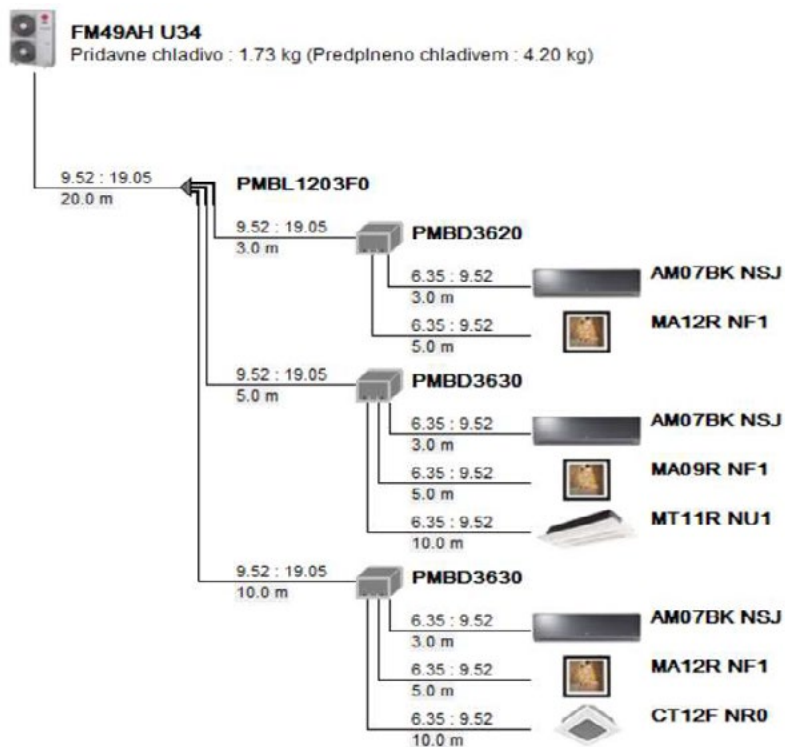 FM49AH U34
Pridavne chladivo : 1.73 kg (Predplneno chladivem : 4.20 kg)
9.52 : 19.05
20.0 m
PMBL1203F0
9.52 : 19.05
3.0 m
PMBD3620
6.35 : 9.52
3.0 m
AM07BK NSJ
6.35 : 9.52
5.0 m
MA12R NF1
9.52 : 19.05
5.0 m
PMBD3630
6.35 : 9.52
3.0 m
AM07BK NSJ
6.35 : 9.52
5.0 m
MA09R NF1
6.35 : 9.52
10.0 m
MT11R NU1
9.52 : 19.05
10.0 m
PMBD3630
6.35 : 9.52
3.0 m
AM07BK NSJ
6.35 : 9.52
5.0 m
MA12R NF1
6.35 : 9.52
10.0 m
CT12F NR0